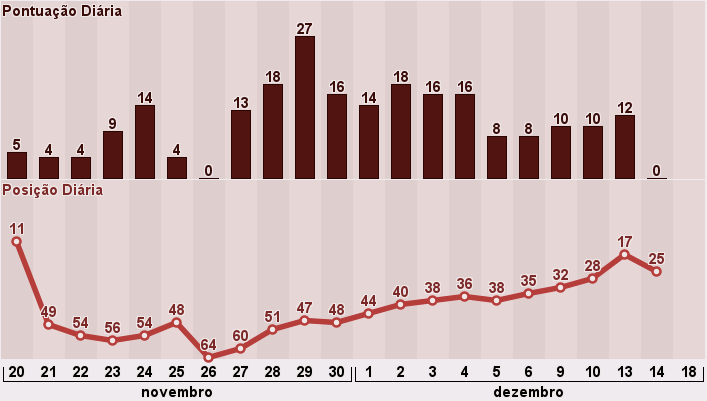 Pontuação Diária
5 4 4 9 14 4 0 13 18 27 16 14 18 16 16 8 8 10 10 12 0
Posição Diária
11 49 54 56 54 48 64 60 51 47 48 44 40 38 36 38 35 32 28 17 25
20 21 22 23 24 25 26 27 28 29 30 1 2 3 4 5 6 9 10 13 14 18
novembro dezembro